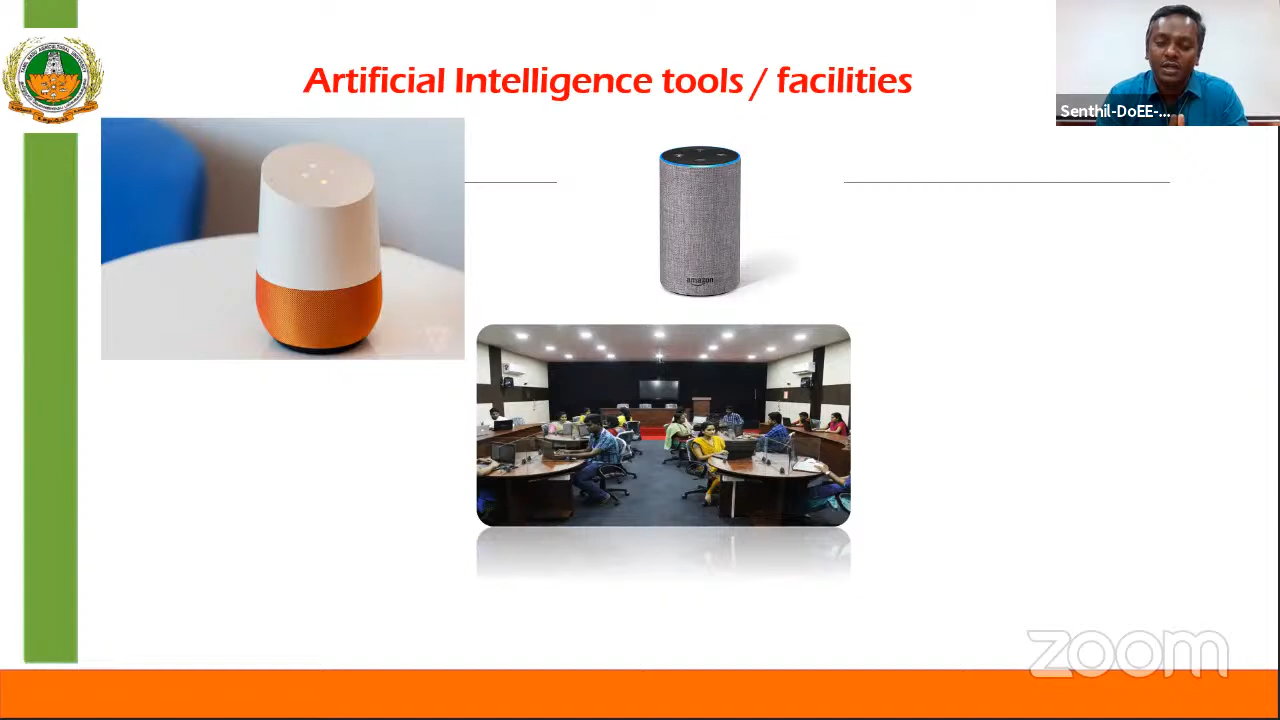 Artificial Intelligence tools / facilities
Senthil-DoEE-...
amazon
zoom